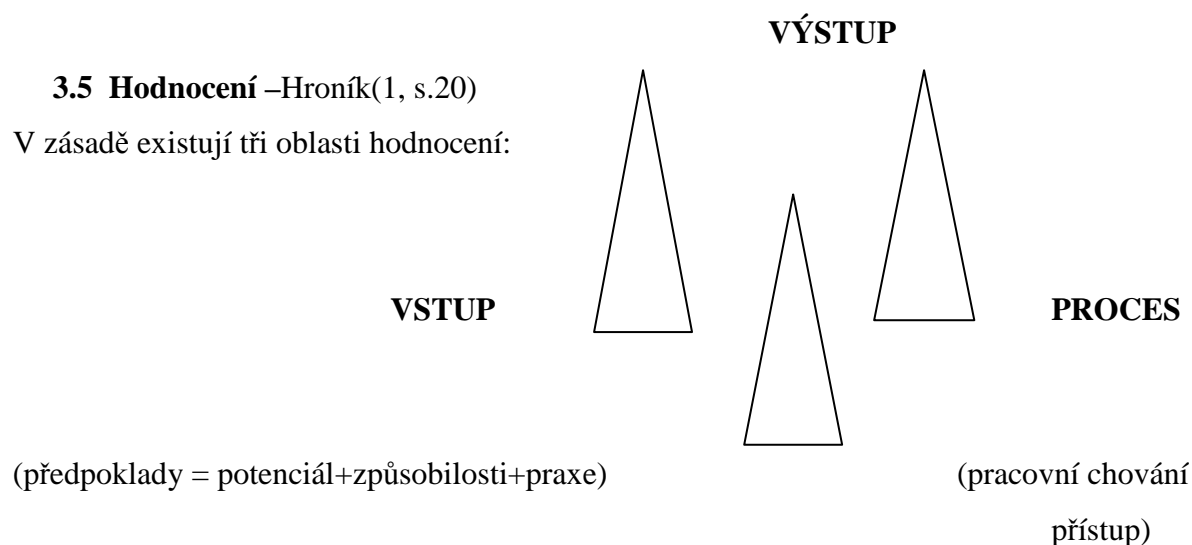 VÝSTUP
3.5 Hodnocení –Hroník(1, s.20)
V zásadě existují tři oblasti hodnocení:
VSTUP PROCES
(předpoklady = potenciál+způsobilosti+praxe) (pracovní chování
přístup)